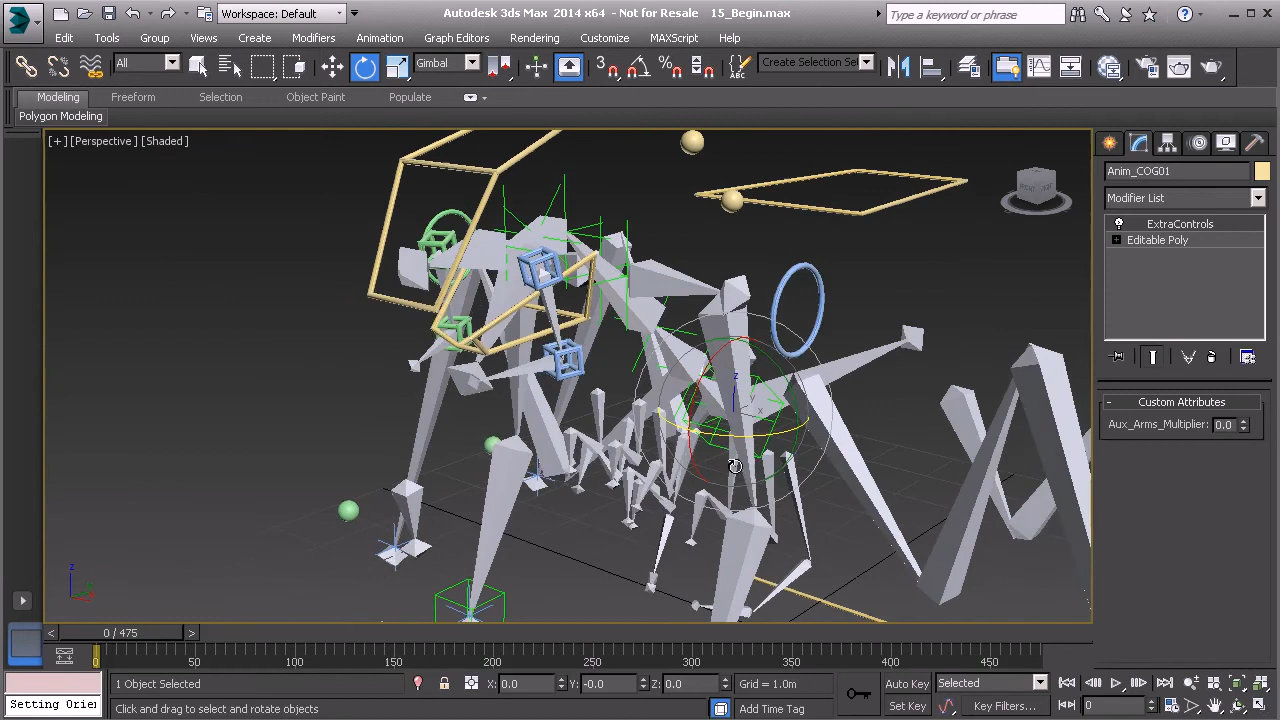 Workspace: Default
Autodesk 3ds Max 2014 x64 - Not for Resale 15_Begin.max
Type a keyword or phrase
Edit Tools Group Views Create Modifiers Animation Graph Editors Rendering Customize MAXScript Help
All
Gimbal
3
Create Selection Se
Modeling Freeform Selection Object Paint Populate
Polygon Modeling
[+] [Perspective] [Shaded]
Anim_COG01
Modifier List
ExtraControls
Editable Poly
Custom Attributes
Aux_Arms_Multiplier: 0.0
z
x
z
0 / 475
0 50 100 150 200 250 300 350 400 450
1 Object Selected
X: 0.0 Y: -0.0 Z: 0.0
Grid = 1.0m
Auto Key
Selected
Setting Orie
Click and drag to select and rotate objects
Add Time Tag
Set Key
Key Filters...
0